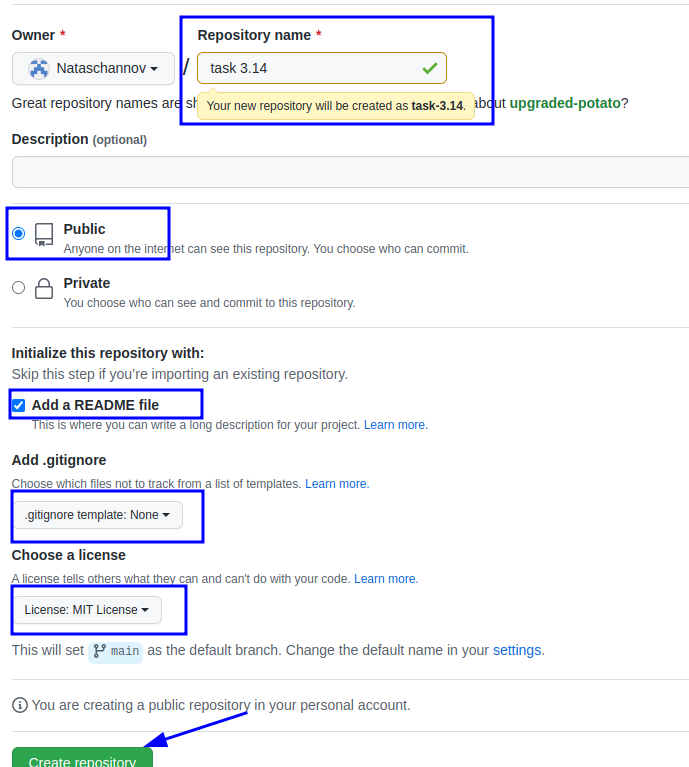 Owner * Repository name *
Nataschannov / task 3.14
Great repository names are sh about upgraded-potato?
Your new repository will be created as task-3.14.
Description (optional)
Public
Anyone on the internet can see this repository. You choose who can commit.
Private
You choose who can see and commit to this repository.
Initialize this repository with:
Skip this step if you're importing an existing repository.
Add a README file
This is where you can write a long description for your project. Learn more.
Add .gitignore
Choose which files not to track from a list of templates. Learn more.
.gitignore template: None
Choose a license
A license tells others what they can and can't do with your code. Learn more.
License: MIT License
This will set main as the default branch. Change the default name in your settings.
You are creating a public repository in your personal account.
Create repository